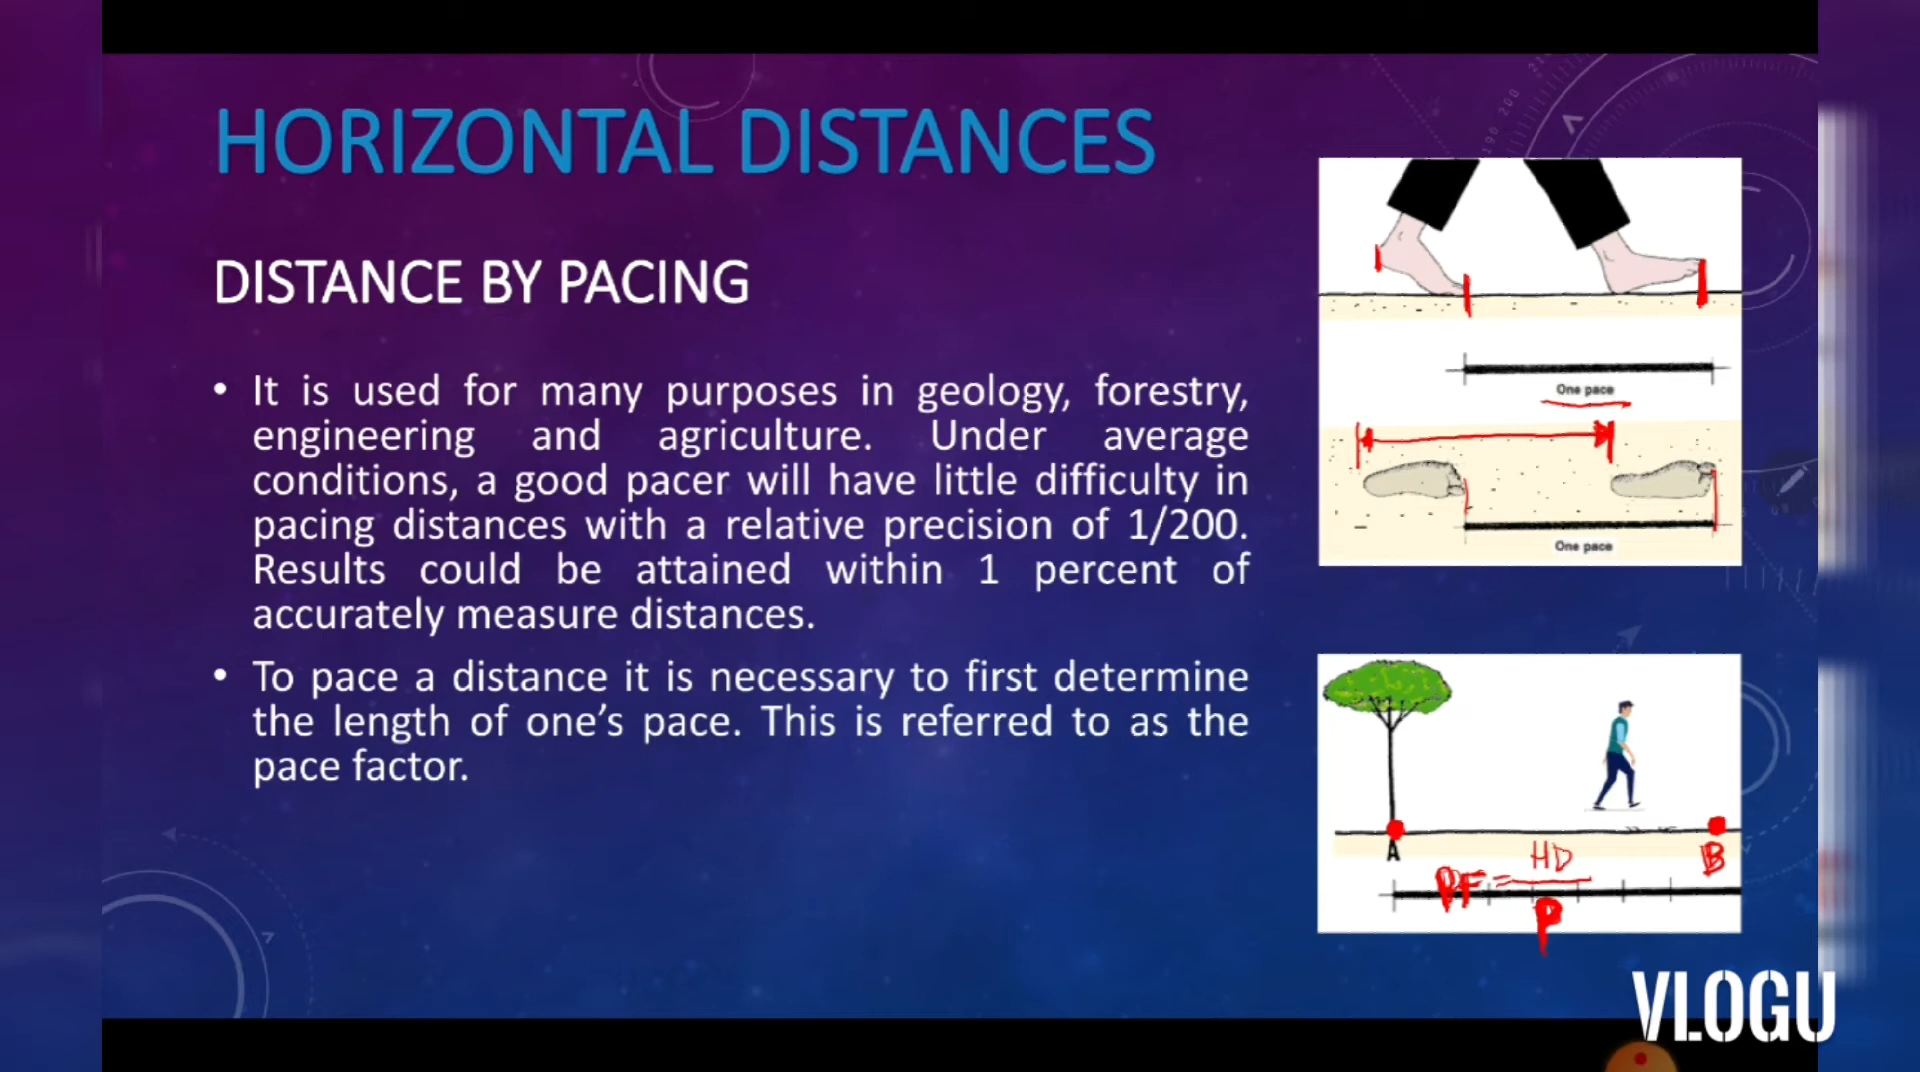 HORIZONTAL DISTANCES
DISTANCE BY PACING
• It is used for many purposes in geology, forestry,
engineering and agriculture. Under average
conditions, a good pacer will have little difficulty in
pacing distances with a relative precision of 1/200.
Results could be attained within 1 percent of
accurately measure distances.
• To pace a distance it is necessary to first determine
the length of one's pace. This is referred to as the
pace factor.
One pace
One pace
A
B
PF = HD
P
190 200
VLOGU